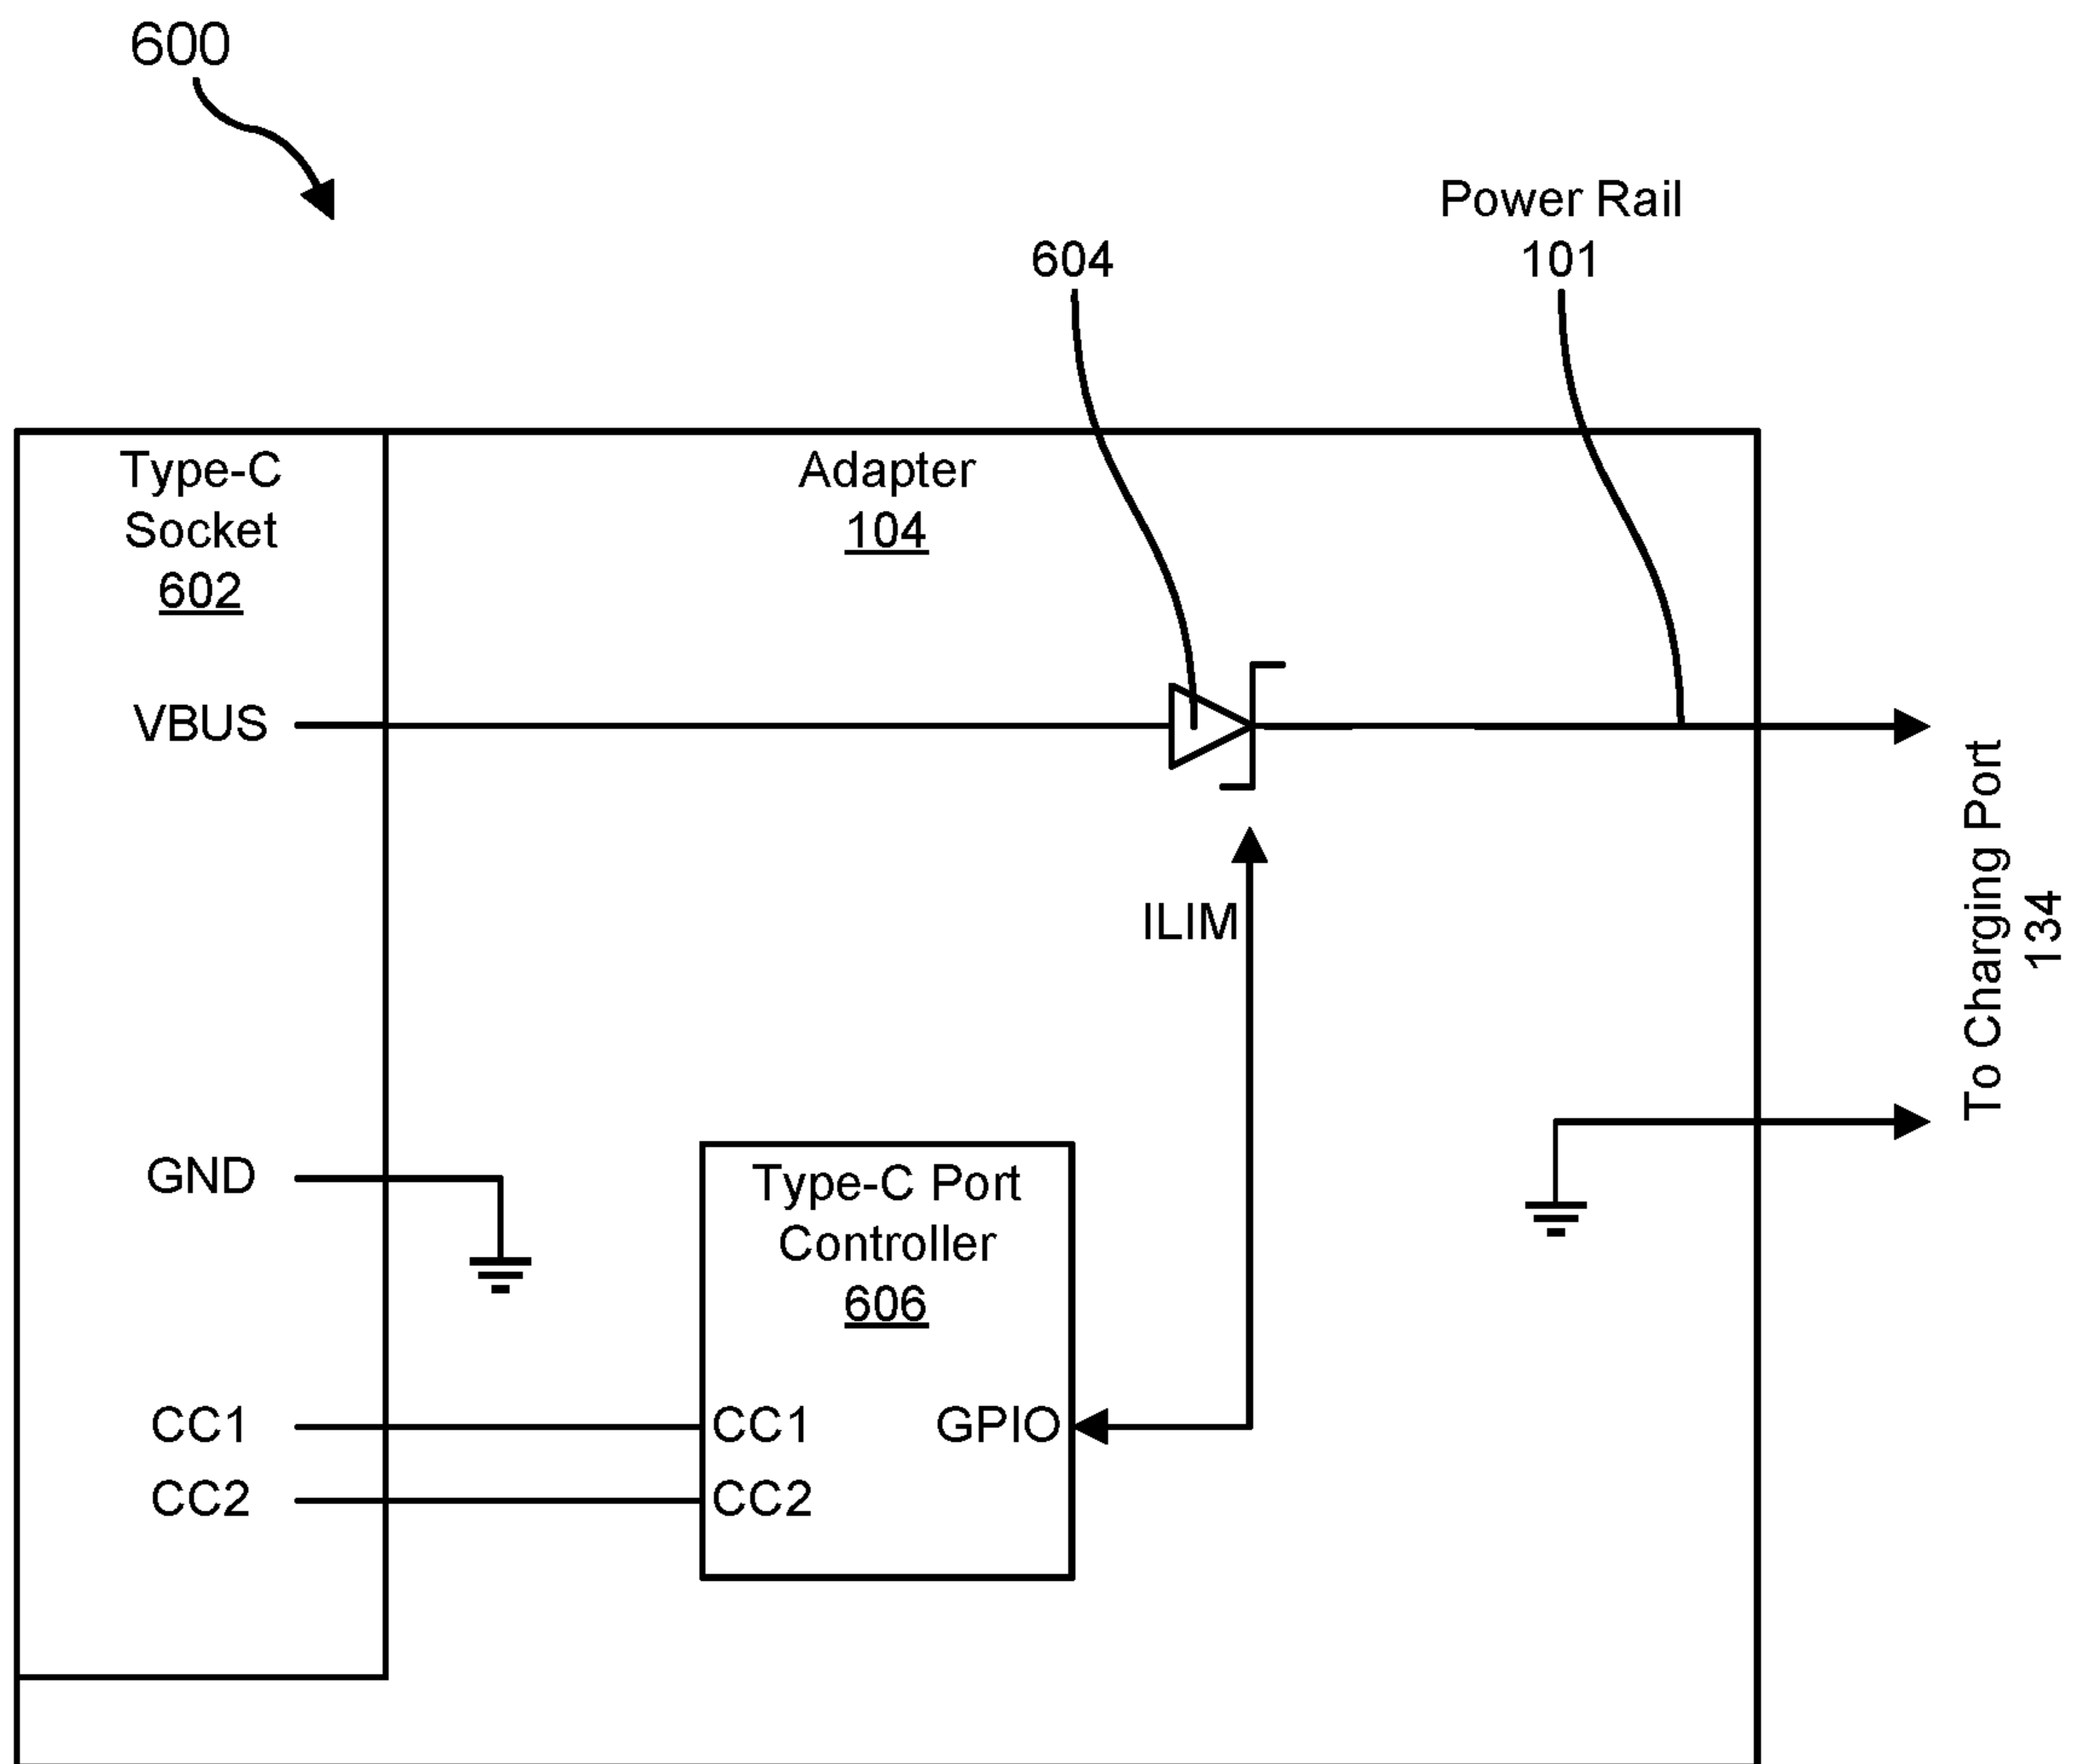 600
Power Rail
101
604
Type-C
Socket
602
Adapter
104
VBUS
ILIM
To Charging Port
134
GND
Type-C Port
Controller
606
CC1
CC1
GPIO
CC2
CC2